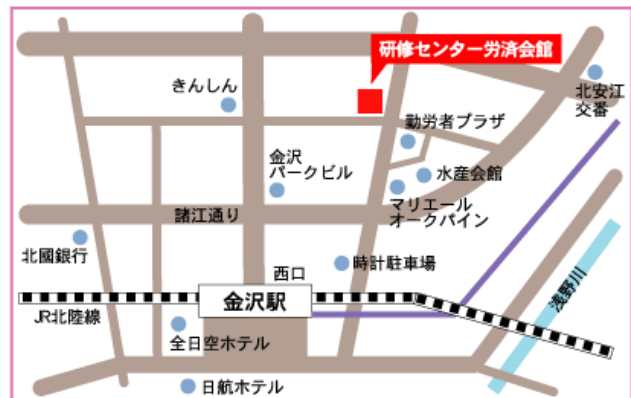 研修センター労済会館
きんしん
北安江
交番
勤労者プラザ
金沢
パークビル
水産会館
マリエール
オークパイン
諸江通り
北國銀行
時計駐車場
西口
浅野川
金沢駅
JR北陸線
全日空ホテル
日航ホテル